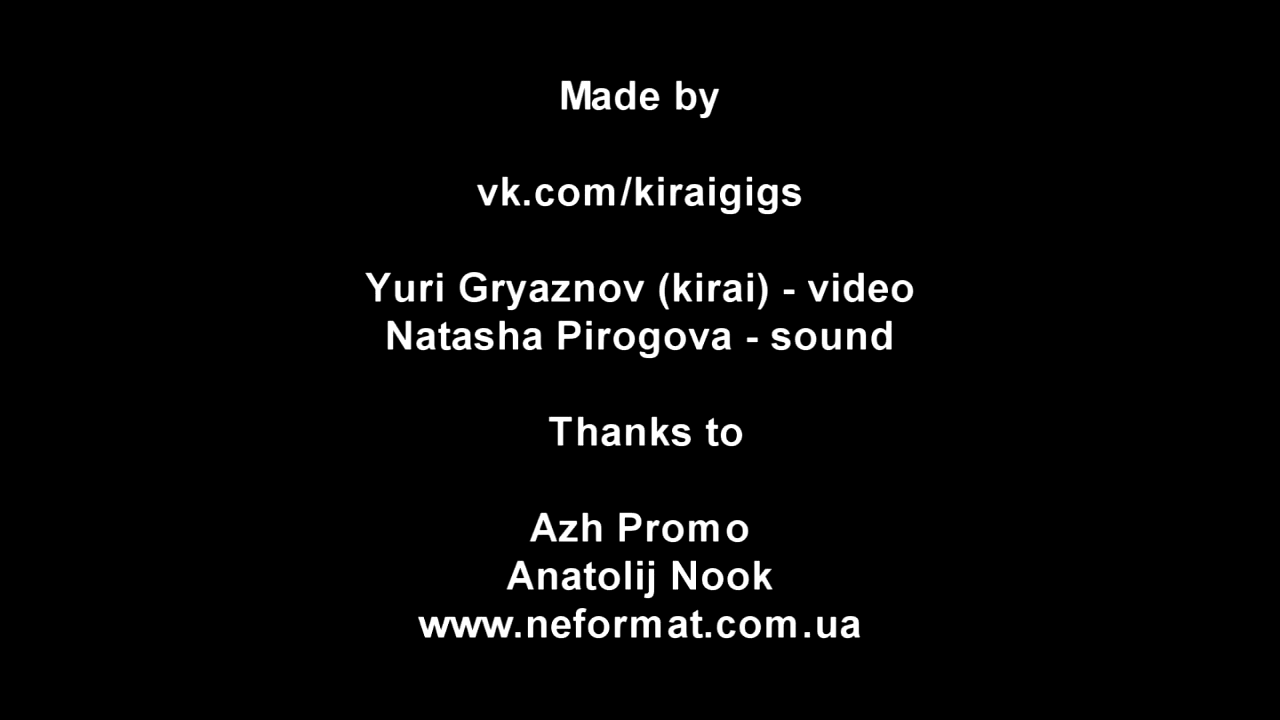 Made by
vk.com/kiraigigs
Yuri Gryaznov (kirai) - video
Natasha Pirogova - sound
Thanks to
Azh Promo
Anatolij Nook
www.neformat.com.ua